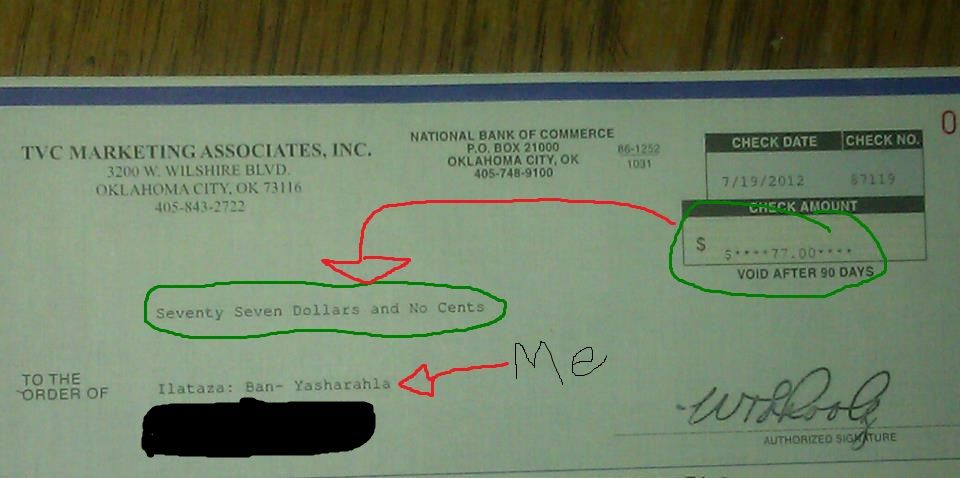 TVC MARKETING ASSOCIATES, INC.
3200 W. WILSHIRE BLVD.
OKLAHOMA CITY, OK 73116
405-843-2722
NATIONAL BANK OF COMMERCE
P.O. BOX 21000
OKLAHOMA CITY, OK
405-748-9100
86-1252
1031
0
CHECK DATE CHECK NO.
7/19/2012 87119
CHECK AMOUNT
$ $****77.00****
VOID AFTER 90 DAYS
Seventy Seven Dollars and No Cents
Me
TO THE
ORDER OF
Ilataza: Ban- Yasharahla
AUTHORIZED SIGNATURE